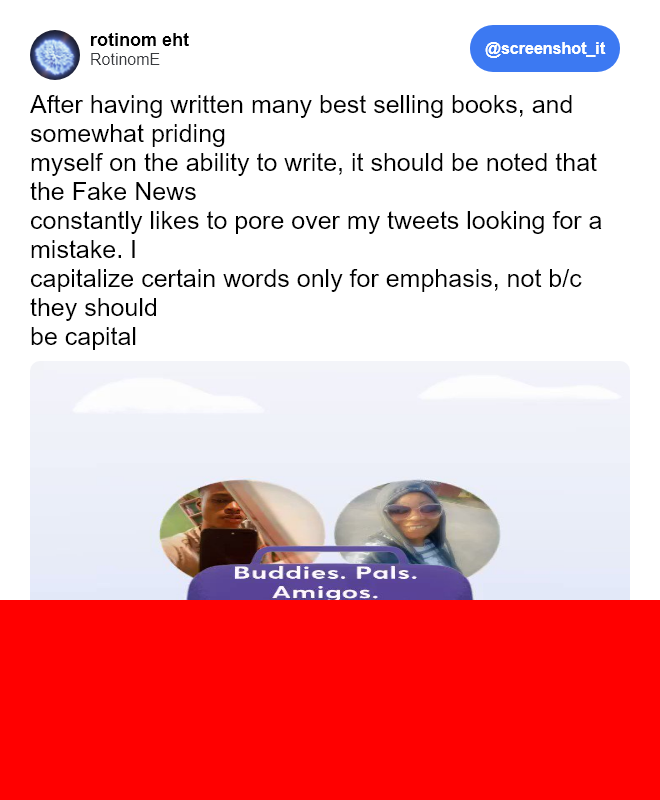 rotinom eht
RotinomE
@screenshot_it
After having written many best selling books, and
somewhat priding
myself on the ability to write, it should be noted that
the Fake News
constantly likes to pore over my tweets looking for a
mistake. I
capitalize certain words only for emphasis, not b/c
they should
be capital
Buddies. Pals.
Amigos.